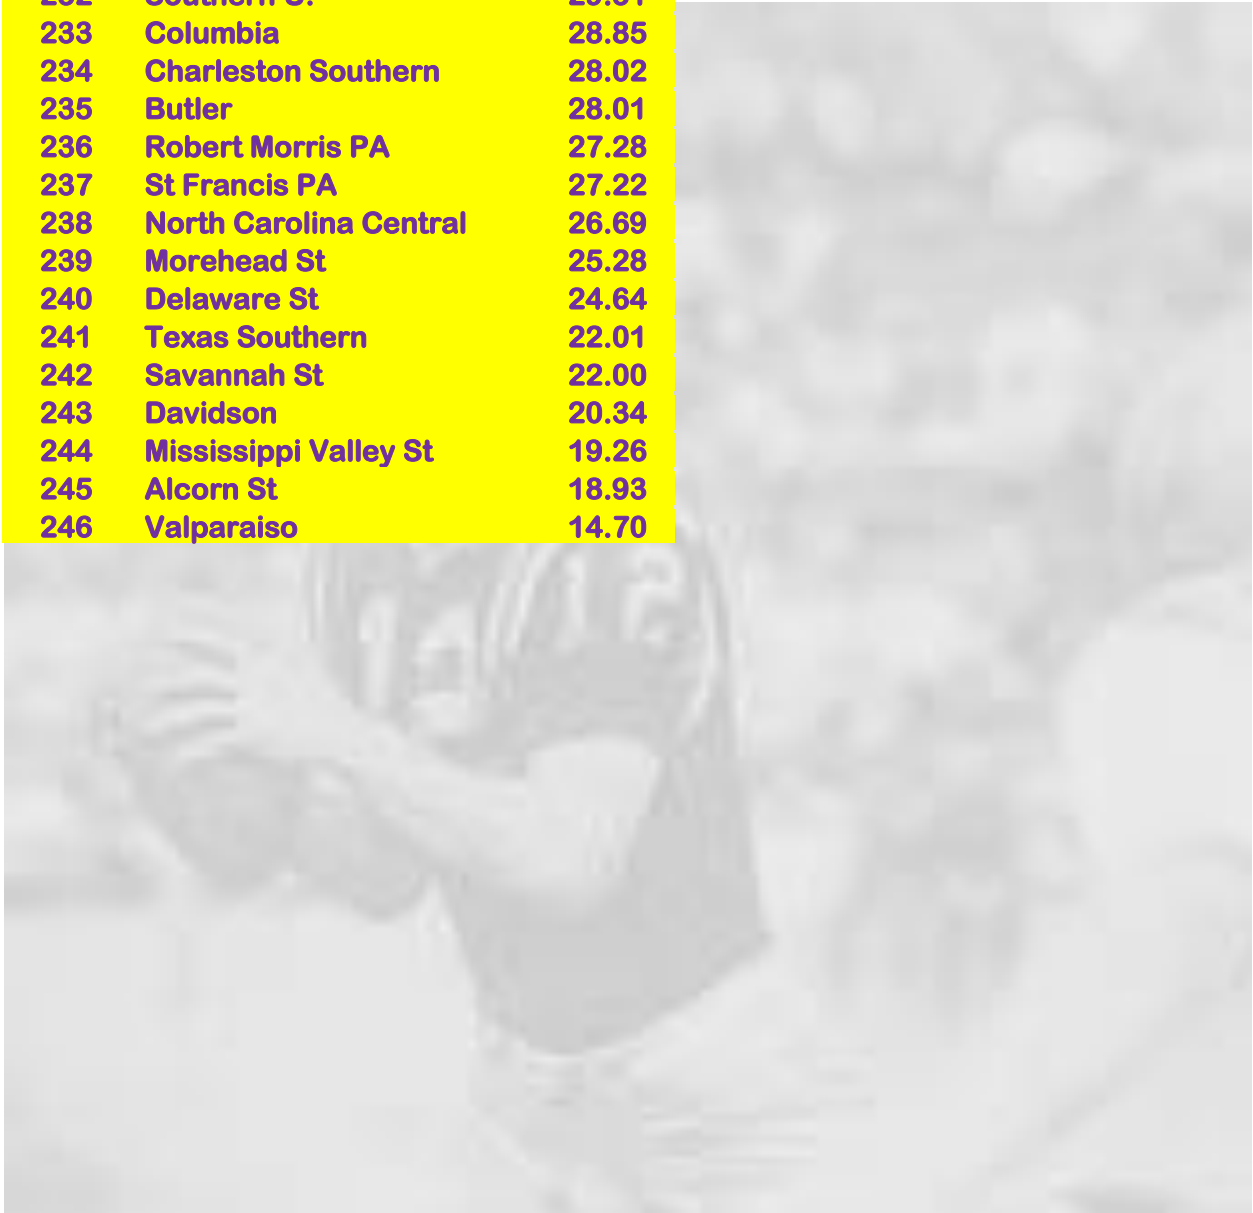 233 Columbia 28.85
234 Charleston Southern 28.02
235 Butler 28.01
236 Robert Morris PA 27.28
237 St Francis PA 27.22
238 North Carolina Central 26.69
239 Morehead St 25.28
240 Delaware St 24.64
241 Texas Southern 22.01
242 Savannah St 22.00
243 Davidson 20.34
244 Mississippi Valley St 19.26
245 Alcorn St 18.93
246 Valparaiso 14.70
12